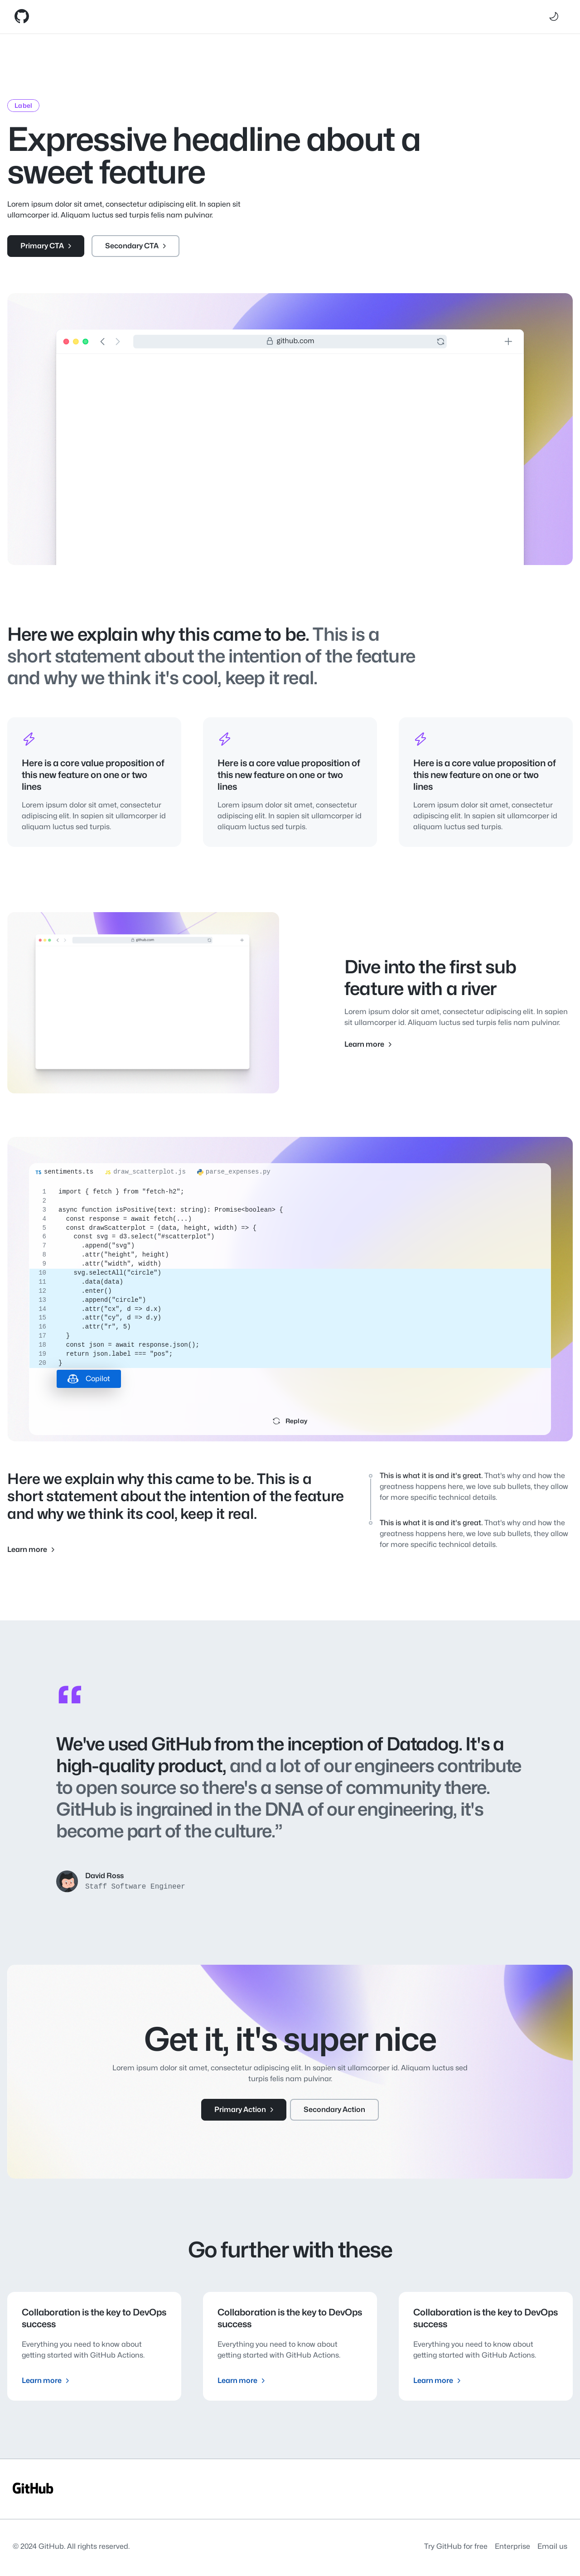 Label
Expressive headline about a
sweet feature
Lorem ipsum dolor sit amet, consectetur adipiscing elit. In sapien sit
ullamcorper id. Aliquam luctus sed turpis felis nam pulvinar.
Primary CTA
Secondary CTA
github.com
Here we explain why this came to be. This is a
short statement about the intention of the feature
and why we think it's cool, keep it real.
Here is a core value proposition of
this new feature on one or two
lines
Lorem ipsum dolor sit amet, consectetur
adipiscing elit. In sapien sit ullamcorper id
aliquam luctus sed turpis.
Here is a core value proposition of
this new feature on one or two
lines
Lorem ipsum dolor sit amet, consectetur
adipiscing elit. In sapien sit ullamcorper id
aliquam luctus sed turpis.
Here is a core value proposition of
this new feature on one or two
lines
Lorem ipsum dolor sit amet, consectetur
adipiscing elit. In sapien sit ullamcorper id
aliquam luctus sed turpis.
github.com
Dive into the first sub
feature with a river
Lorem ipsum dolor sit amet, consectetur adipiscing elit. In sapien
sit ullamcorper id. Aliquam luctus sed turpis felis nam pulvinar.
Learn more
TS sentiments.ts
JS draw_scatterplot.js
parse_expenses.py
1 import { fetch } from "fetch-h2";
2
3 async function isPositive(text: string): Promise<boolean> {
4 const response = await fetch(...)
5 const drawScatterplot = (data, height, width) => {
6 const svg = d3.select("#scatterplot")
7 .append("svg")
8 .attr("height", height)
9 .attr("width", width)
10 svg.selectAll("circle")
11 .data(data)
12 .enter()
13 .append("circle")
14 .attr("cx", d => d.x)
15 .attr("cy", d => d.y)
16 .attr("r", 5)
17 }
18 const json = await response.json();
19 return json.label === "pos";
20 }
Copilot
Replay
Here we explain why this came to be. This is a
short statement about the intention of the feature
and why we think its cool, keep it real.
Learn more
This is what it is and it's great. That's why and how the
greatness happens here, we love sub bullets, they allow
for more specific technical details.
This is what it is and it's great. That's why and how the
greatness happens here, we love sub bullets, they allow
for more specific technical details.
We've used GitHub from the inception of Datadog. It's a
high-quality product, and a lot of our engineers contribute
to open source so there's a sense of community there.
GitHub is ingrained in the DNA of our engineering, it's
become part of the culture.”
David Ross
Staff Software Engineer
Get it, it's super nice
Lorem ipsum dolor sit amet, consectetur adipiscing elit. In sapien sit ullamcorper id. Aliquam luctus sed
turpis felis nam pulvinar.
Primary Action
Secondary Action
Go further with these
Collaboration is the key to DevOps
success
Everything you need to know about
getting started with GitHub Actions.
Learn more
Collaboration is the key to DevOps
success
Everything you need to know about
getting started with GitHub Actions.
Learn more
Collaboration is the key to DevOps
success
Everything you need to know about
getting started with GitHub Actions.
Learn more
GitHub
© 2024 GitHub. All rights reserved.
Try GitHub for free
Enterprise
Email us